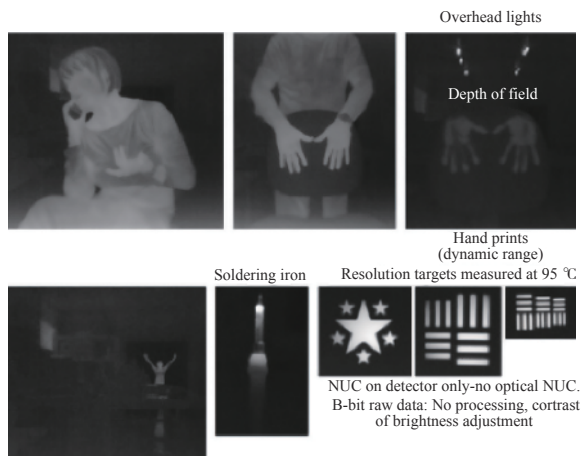 Overhead lights
Depth of field
Hand prints
(dynamic range)
Soldering iron
Resolution targets measured at 95 ℃
NUC on detector only-no optical NUC.
B-bit raw data: No processing, cortrast
of brightness adjustment